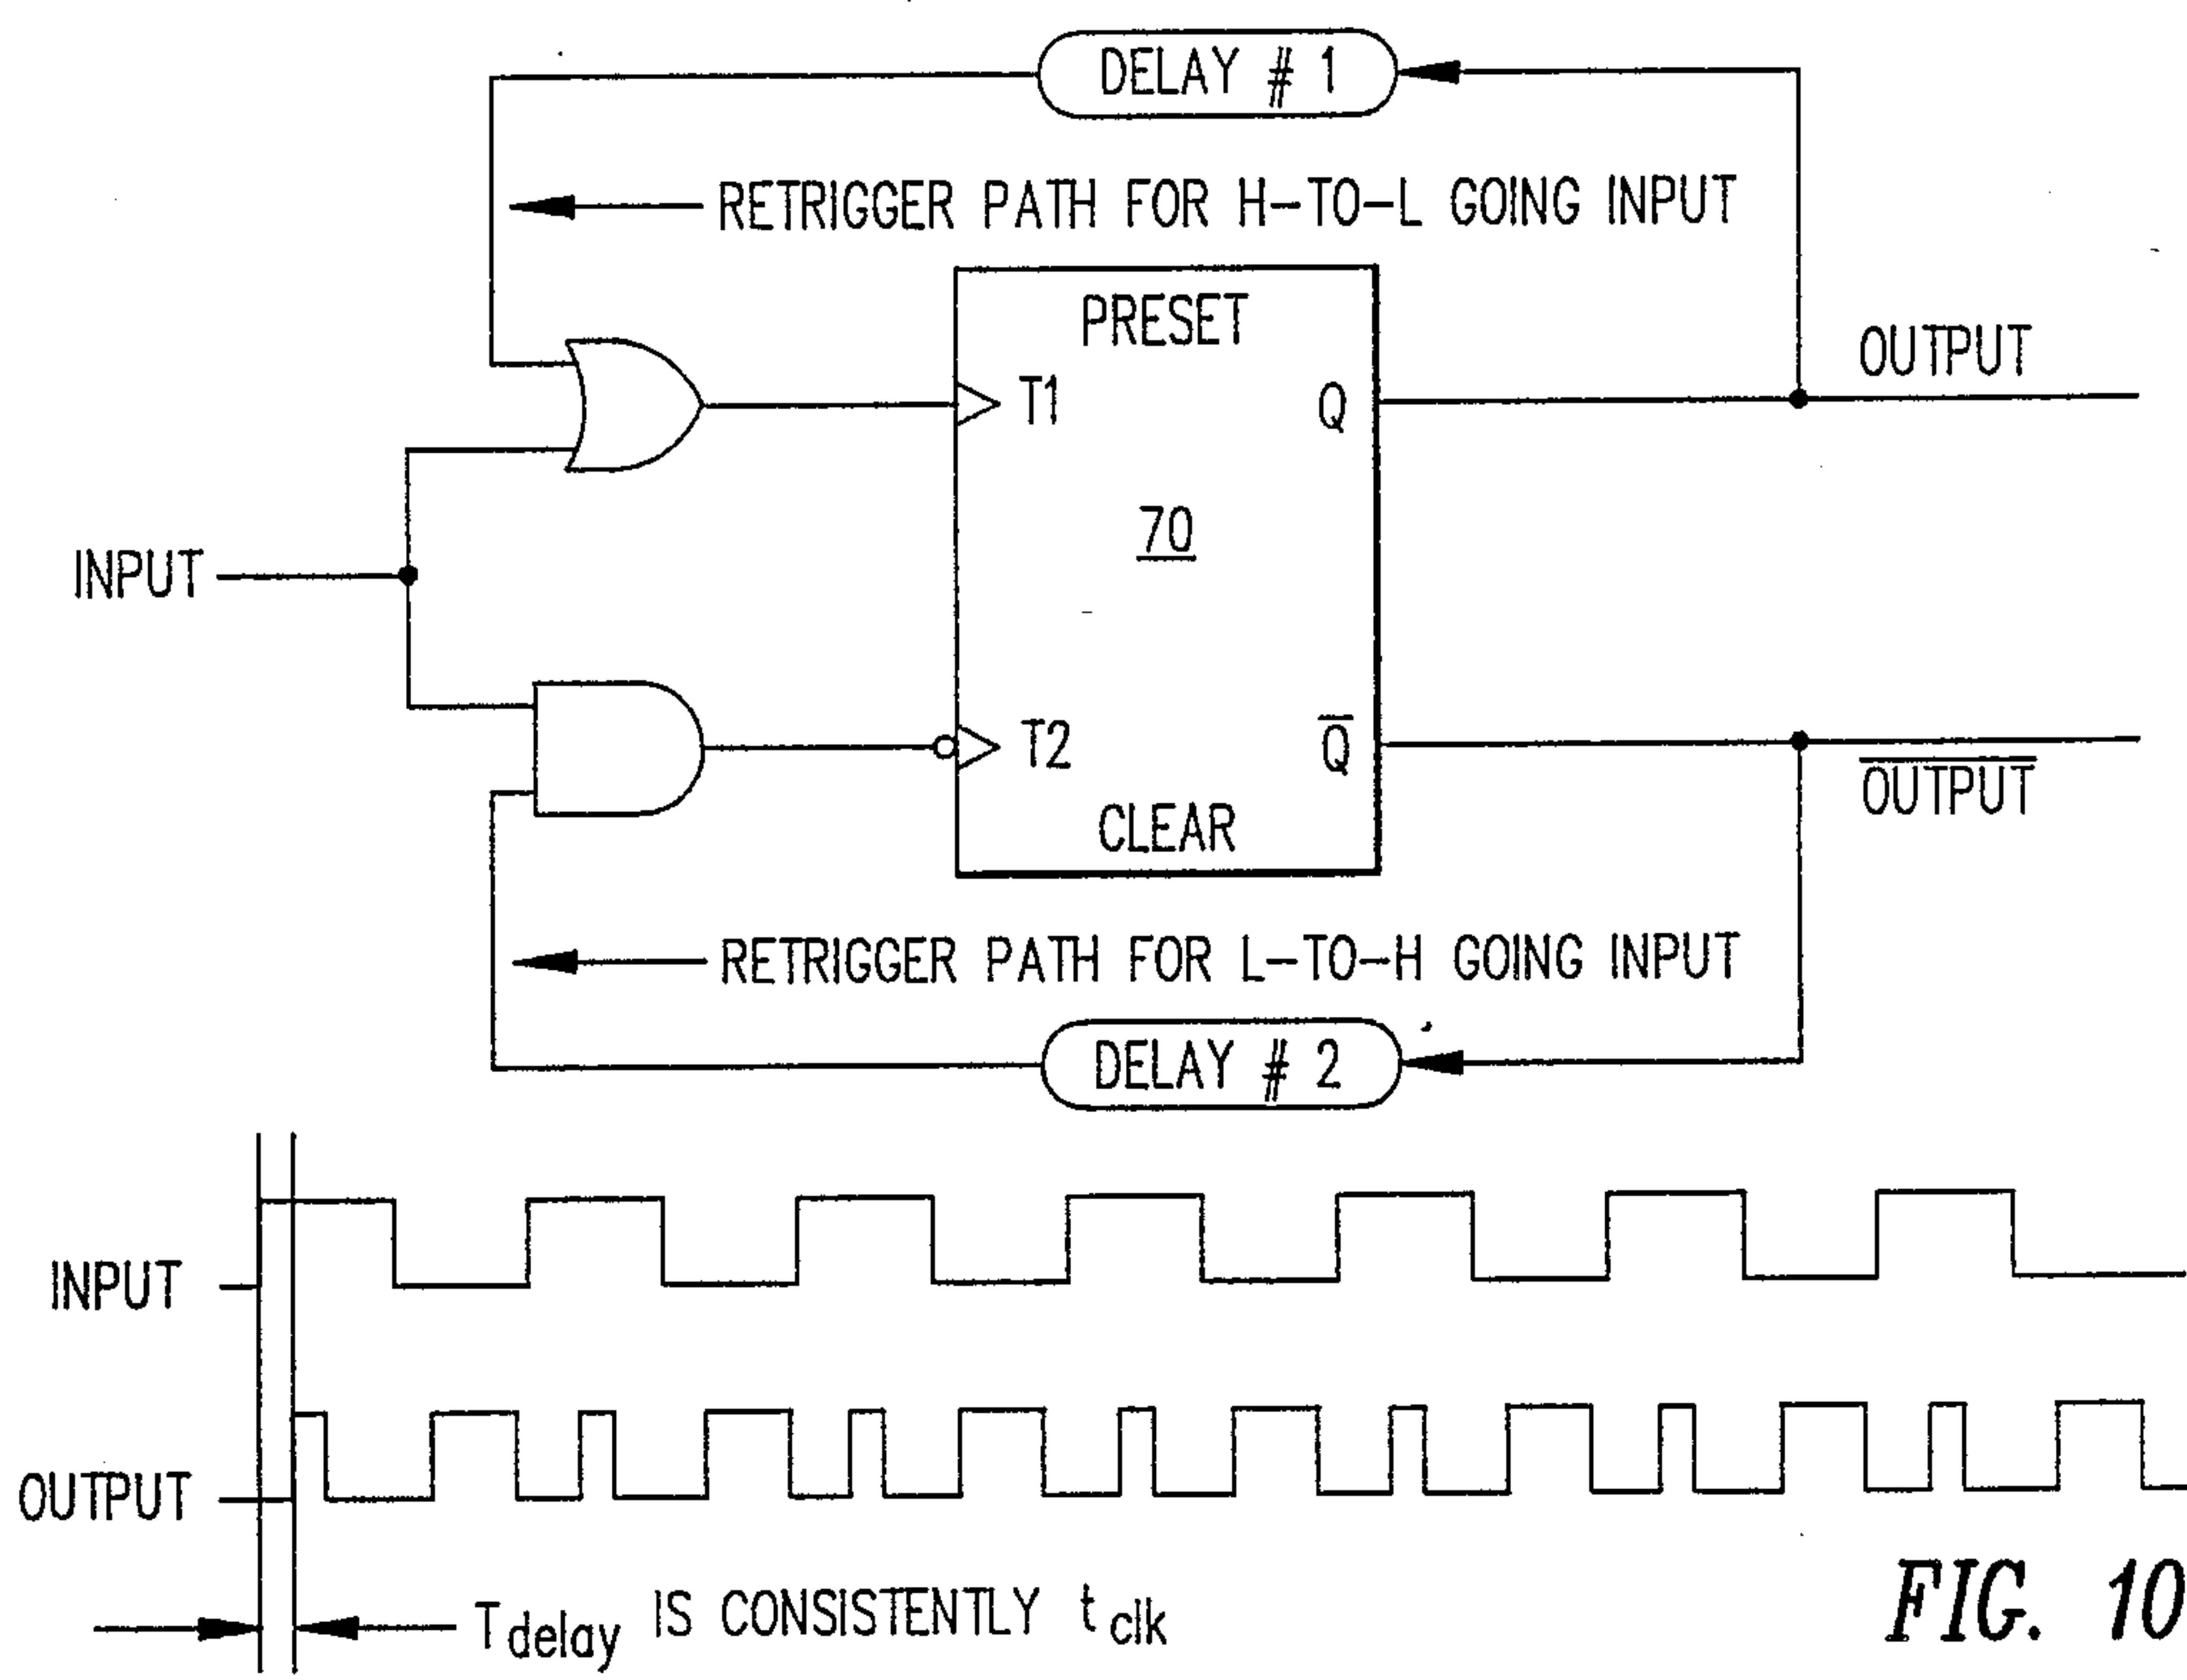 DELAY # 1
RETRIGGER PATH FOR H-TO-L GOING INPUT
PRESET
OUTPUT
T1
Q
INPUT
70
T2
Q̅
O̅U̅T̅P̅U̅T̅
CLEAR
RETRIGGER PATH FOR L-TO-H GOING INPUT
DELAY # 2
INPUT
OUTPUT
Tdelay IS CONSISTENTLY tclk
FIG. 10